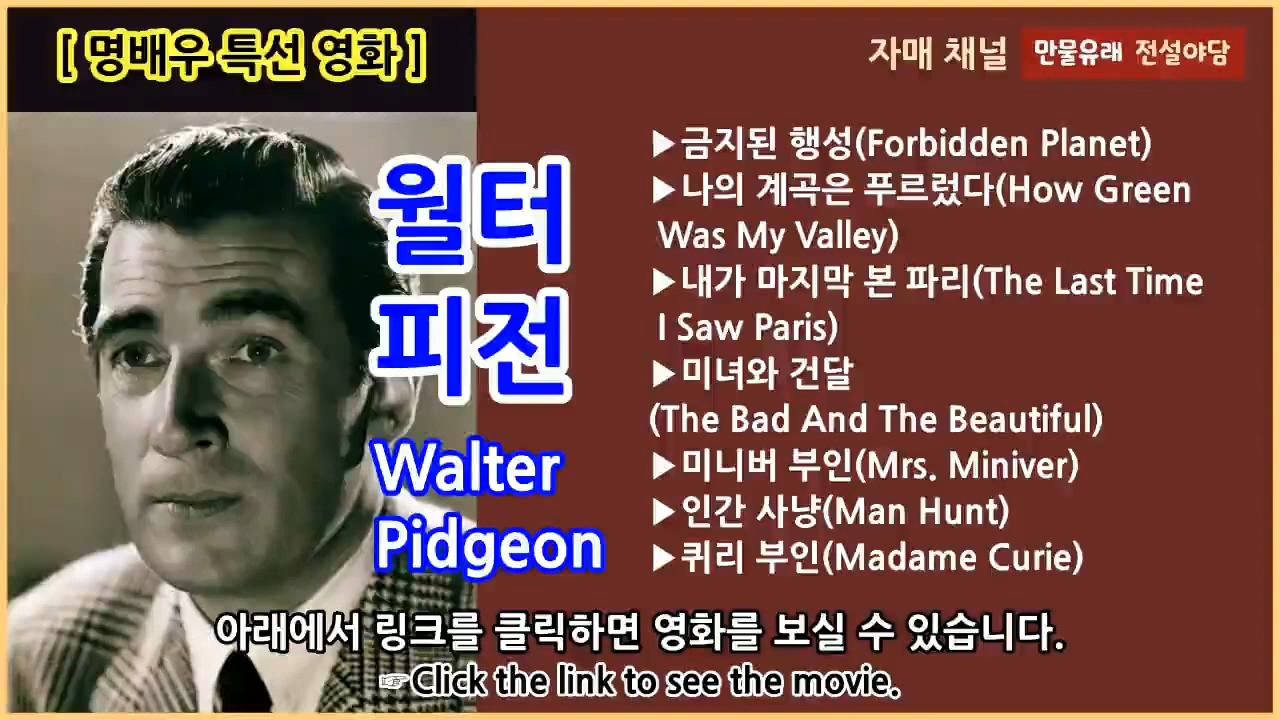 [ 명배우 특선 영화 ]
자매 채널 만물유래 전설야담
월터
피전
Walter
Pidgeon
▶금지된 행성(Forbidden Planet)
▶나의 계곡은 푸르렀다(How Green
Was My Valley)
▶내가 마지막 본 파리(The Last Time
I Saw Paris)
▶미녀와 건달
(The Bad And The Beautiful)
▶미니버 부인(Mrs. Miniver)
▶인간 사냥(Man Hunt)
▶퀴리 부인(Madame Curie)
아래에서 링크를 클릭하면 영화를 보실 수 있습니다.
☞Click the link to see the movie.